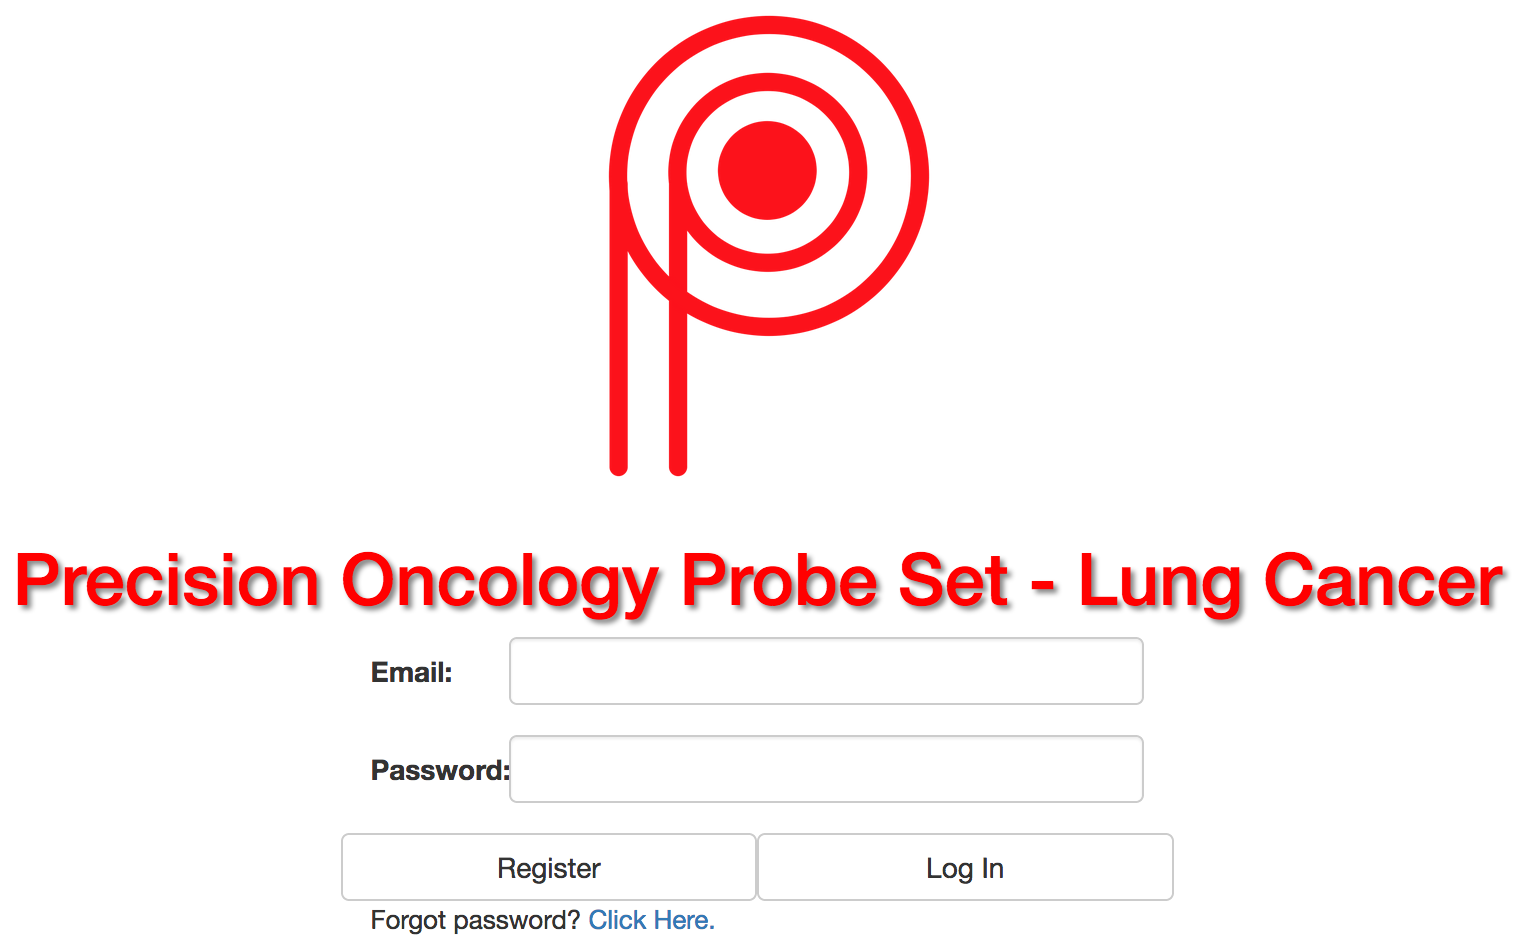 Precision Oncology Probe Set - Lung Cancer
Email:
Password:
Register Log In
Forgot password? Click Here.